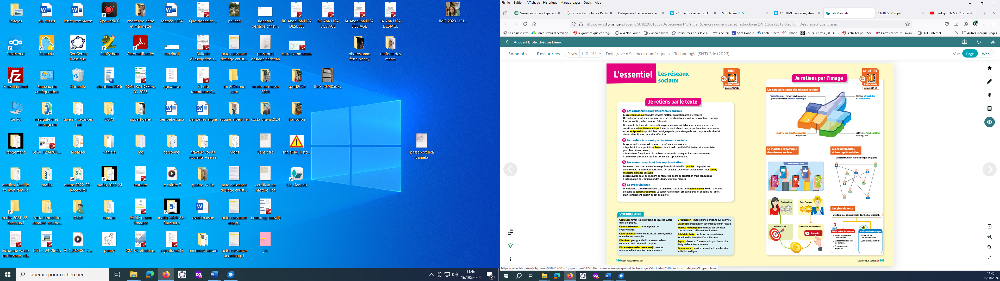 Images
plu cusset
lettre combacon
ApowerREC
photos de dédé
et marinette
rentrée 2024
Questionnaire-...
pelican
signature
desiage christi...
RC Angelina LICA
DESIAGE
RC Ana LICA
DESIAGE
IA Angelina LICA
DESIAGE
IA Ana LICA
DESIAGE
IMG_20231121...
Nextcloud
ScratchJr
GeoGebra
Classique
EduPython
Acrobat Reader
mozine1
Bulletin
d'inscription s...
acte naissance
desiage christi...
passeport
desiage christian
carte communale
photos anne
fette poney
dé fetet des
meres
FileZilla Client
Panneau de
configuration
Corbeille
clé office 2016
CONTRATDESIA...
03 2025
signatures
7-Liste
fournitures C...
ski 2024 one
nord
ecole kermesse
2024
sport2024
IMG_20240507...
Ce PC
navigateur et
messagerie
divers - vacances
-pal
DCIM
appart garet
peripéties ana
peripéties angie
square albert 1er
costa brava 2024
francoion
rangement
LePal_1284763_...
à classer
daniela
mg
personnel
travaux volets
roulants + serre
mons
Sans titre
sifr_ak14_1_std...
passeport lica
daniela
medical famille
et livret famille
maths
maths 2022-23 -
Raccourci
maths 2023-24
retraite
le chiffre 7
guerre 14-18
acte naissance
desiage christi...
certificat de
nastere lica
Lib Manuels
maths 2021-22 -
Raccourci
Forfait mobilité
durable ce.dpe...
ORDI
randos
PADD plaine
limagne
maths 2024-25 -
Raccourci
essai maison
acte naissance
ana p1
boarding-pass(1)
Fiches de voeux
professeurs cit...
DDT_-_24-06-2...
VID_20240617_...
poney
202107_etudein...
signatures(1)
annonces terrain
acte naissance
angelina p1
j o
Taper ici pour rechercher
11:46
16/08/2024
2
Fichier Édition Affichage Historique Marque-pages Outils Aide
Saisie des notes - Espace P
offre achat notaire - Reche
Delagrave – Exercices interactif
2.1 Clients - serveurs S3 on
Simulateur HTML
4.1 HTML contenus, struct
Lib Manuels
1321855651.mp4
C'est quoi le SEO ? Explicat
https://www.libmanuels.fr/demo/9782206103570/specimen/140/?title=Sciences numériques et Technologie (SNT) 2de (2019)&editor=Delagrave&type=classic
Les plus visités
Enregistreur d'écran gr...
Algorithmique et prog...
404 Not Found
ViaScola Lycée
Ressources pour la cla...
Accueil
Sites Google
EcoleDirecte
Python
Cours Express (2021) - ...
Activités pour SNT
Cartes cadeaux - Avan...
SNT : Internet
Autres marque-pages
Accueil Bibliothèque Démo
Sommaire
Ressources
Pages 140-141
Delagrave • Sciences numériques et Technologie (SNT) 2de (2023)
Vue Page Web
L'essentiel
Les réseaux
sociaux
AUDIO
Je retiens par le texte
1 Les caractéristiques des réseaux sociaux
Les réseaux sociaux sont des services mettant en relation des internautes.
On distingue les réseaux sociaux par leurs caractéristiques : nature des contenus partagés,
fonctionnalités, taille, nombre d'abonnés...
L'ensemble de toutes les informations présentes au sujet d'une personne sur Internet
constitue son identité numérique. La façon dont elle est perçue par les autres internautes
est sa e-réputation qui doit être protégée par le paramétrage de ses comptes et la sécurité
de son identification et authentification.
2 Le modèle économique des réseaux sociaux
Les principales sources de revenus des réseaux sociaux sont :
– la publicité : elle peut être ciblée en fonction du profil de l'utilisateur et sponsorisée
pour être mise en avant ;
– le modèle « freemium » : il combine un accès de base gratuit et un abonnement
« premium » proposant des fonctionnalités supplémentaires.
3 Les communautés et leur représentation
Les réseaux sociaux peuvent être représentés à l'aide d'un graphe. Un graphe est
un ensemble de sommets et d'arêtes. On peut les caractériser en identifiant leur centre,
diamètre, distance et rayon.
Les réseaux sociaux permettent de réduire le degré de séparation mais conduisent
à la formation de « petits mondes » fermés sur eux-mêmes.
4 La cyberviolence
Une violence commise en ligne, sur un réseau social, est une cyberviolence. Si elle se répète,
on parle de cyberharcèlement. Le cyber-harcèlement est puni par la loi et doit faire l'objet
d'un signalement et d'un dépôt de plainte.
VOCABULAIRE
Centre : sommet le plus proche de tous les autres
dans un graphe.
Cyberharcèlement : actes répétés de
cyberviolence.
Cyberviolence : violences réalisées au moyen des
nouvelles technologies.
Diamètre : plus grande distance entre deux
sommets quelconques du graphe.
Distance (entre deux sommets) : nombre
minimum d'arêtes entre deux sommets.
E-réputation : image d'une personne sur Internet.
Graphe : représentation schématique d'un réseau.
Identité numérique : ensemble des données
concernant un utilisateur sur Internet.
Publicité ciblée : publicité personnalisée en
fonction des données d'un utilisateur.
Rayon : distance d'un centre du graphe au plus
éloigné des autres sommets.
Réseau social : service permettant de relier des
individus en ligne.
140 ■ Les réseaux sociaux
ANIMATION
Je retiens par l'image
Les caractéristiques des réseaux sociaux
Paramétrage des comptes indispensable
pour contrôler son identité numérique
Réseaux généralistes
ou thématiques
Identification et authentification
obligatoires
Différentes fonctionnalités :
hashtags, likes...
Le modèle économique
des réseaux sociaux
Réseaux sociaux
Accès de base
Accès Premium
Publicité ciblée
Paiement d'un abonnement
Souscrire
Les communautés
et leur représentation
Une communauté représentée par un graphe
La cyberviolence
Que faire face à une situation de cyberharcèlement ?
Je suis la cible des attaques
Ne pas répondre aux
commentaires.
Se déconnecter de tous
ses comptes.
Conserver toutes
les preuves.
Je suis témoin des attaques
Je ne fais pas
de commentaires.
Je signale aux autorités.
Les réseaux sociaux ■ 141
https://www.libmanuels.fr/demo/9782206103570/specimen/142/?title=Sciences numériques et Technologie (SNT) 2de (2019)&editor=Delagrave&type=classic
11:46
16/08/2024